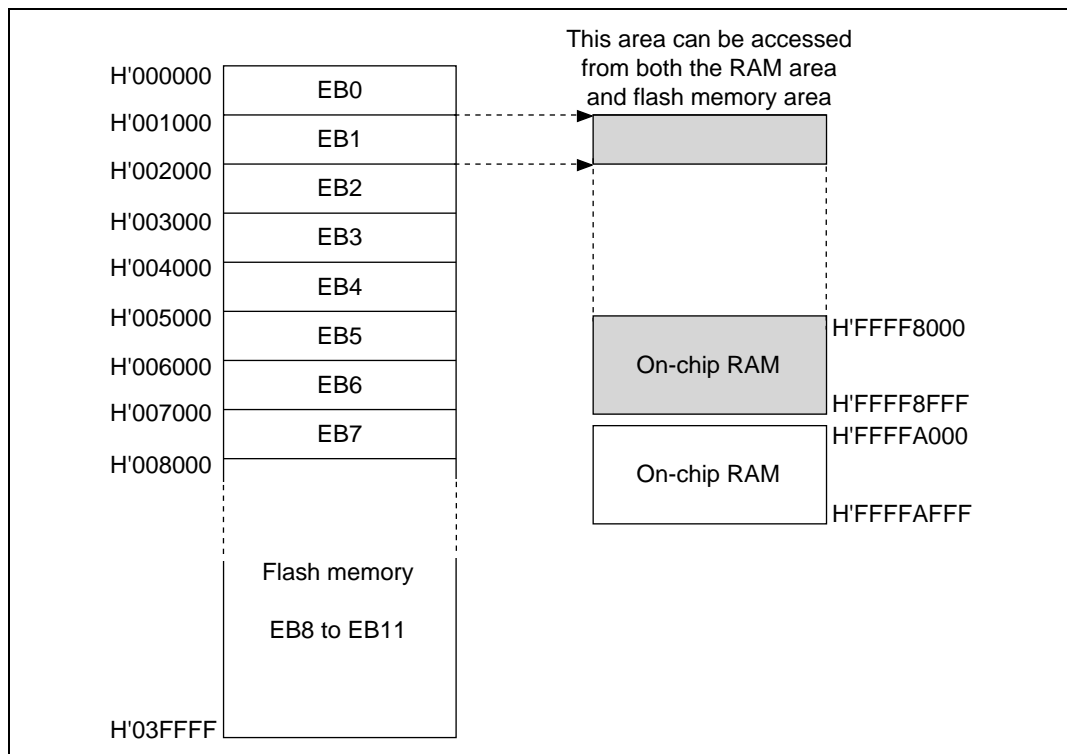 This area can be accessed
from both the RAM area
and flash memory area
H'000000
EB0
H'001000
EB1
H'002000
EB2
H'003000
EB3
H'004000
EB4
H'005000
EB5
H'006000
EB6
H'007000
EB7
H'008000
Flash memory
EB8 to EB11
H'03FFFF
H'FFFF8000
On-chip RAM
H'FFFF8FFF
H'FFFFA000
On-chip RAM
H'FFFFAFFF